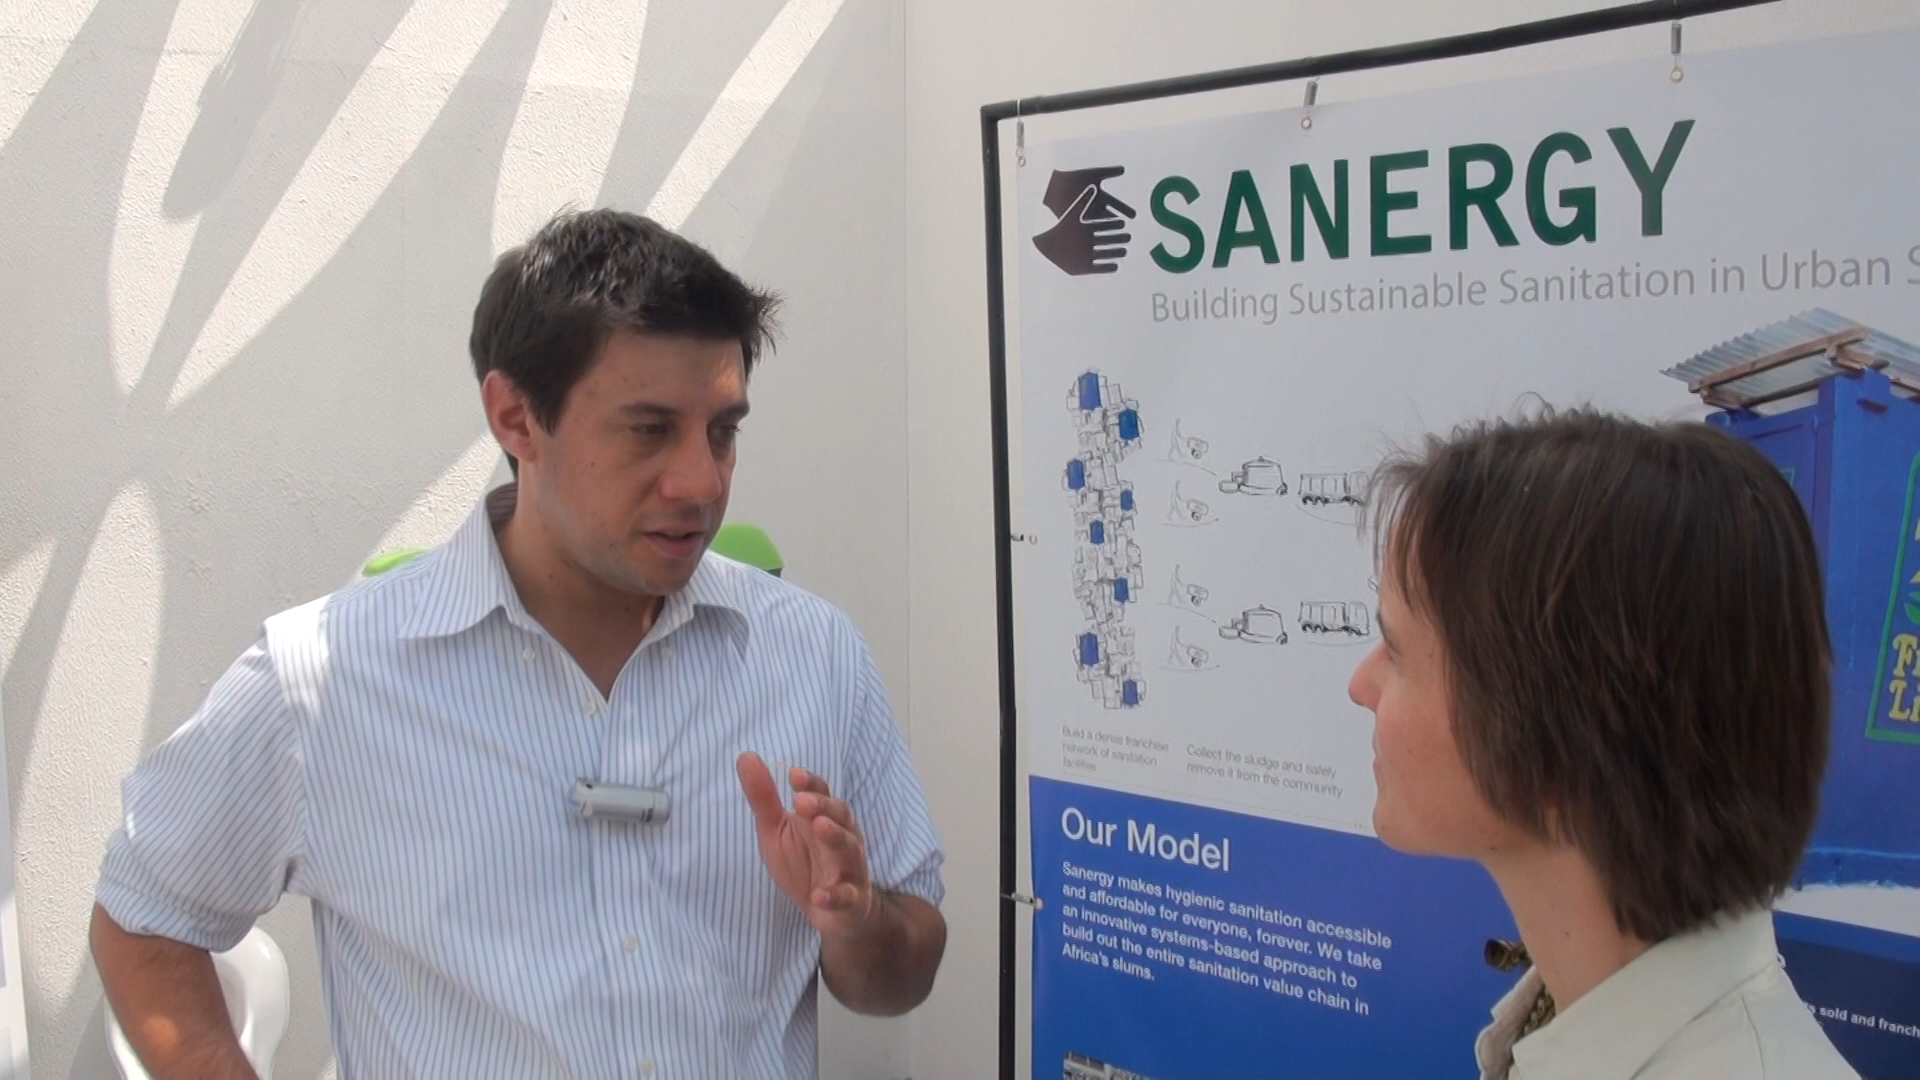 SANERGY
Building Sustainable Sanitation in Urban S
Build a dense franchise
network of sanitation
facilities
Collect the sludge and safely
remove it from the community
Our Model
Sanergy makes hygienic sanitation accessible
and affordable for everyone, forever. We take
an innovative systems-based approach to
build out the entire sanitation value chain in
Africa's slums.
sold and franch